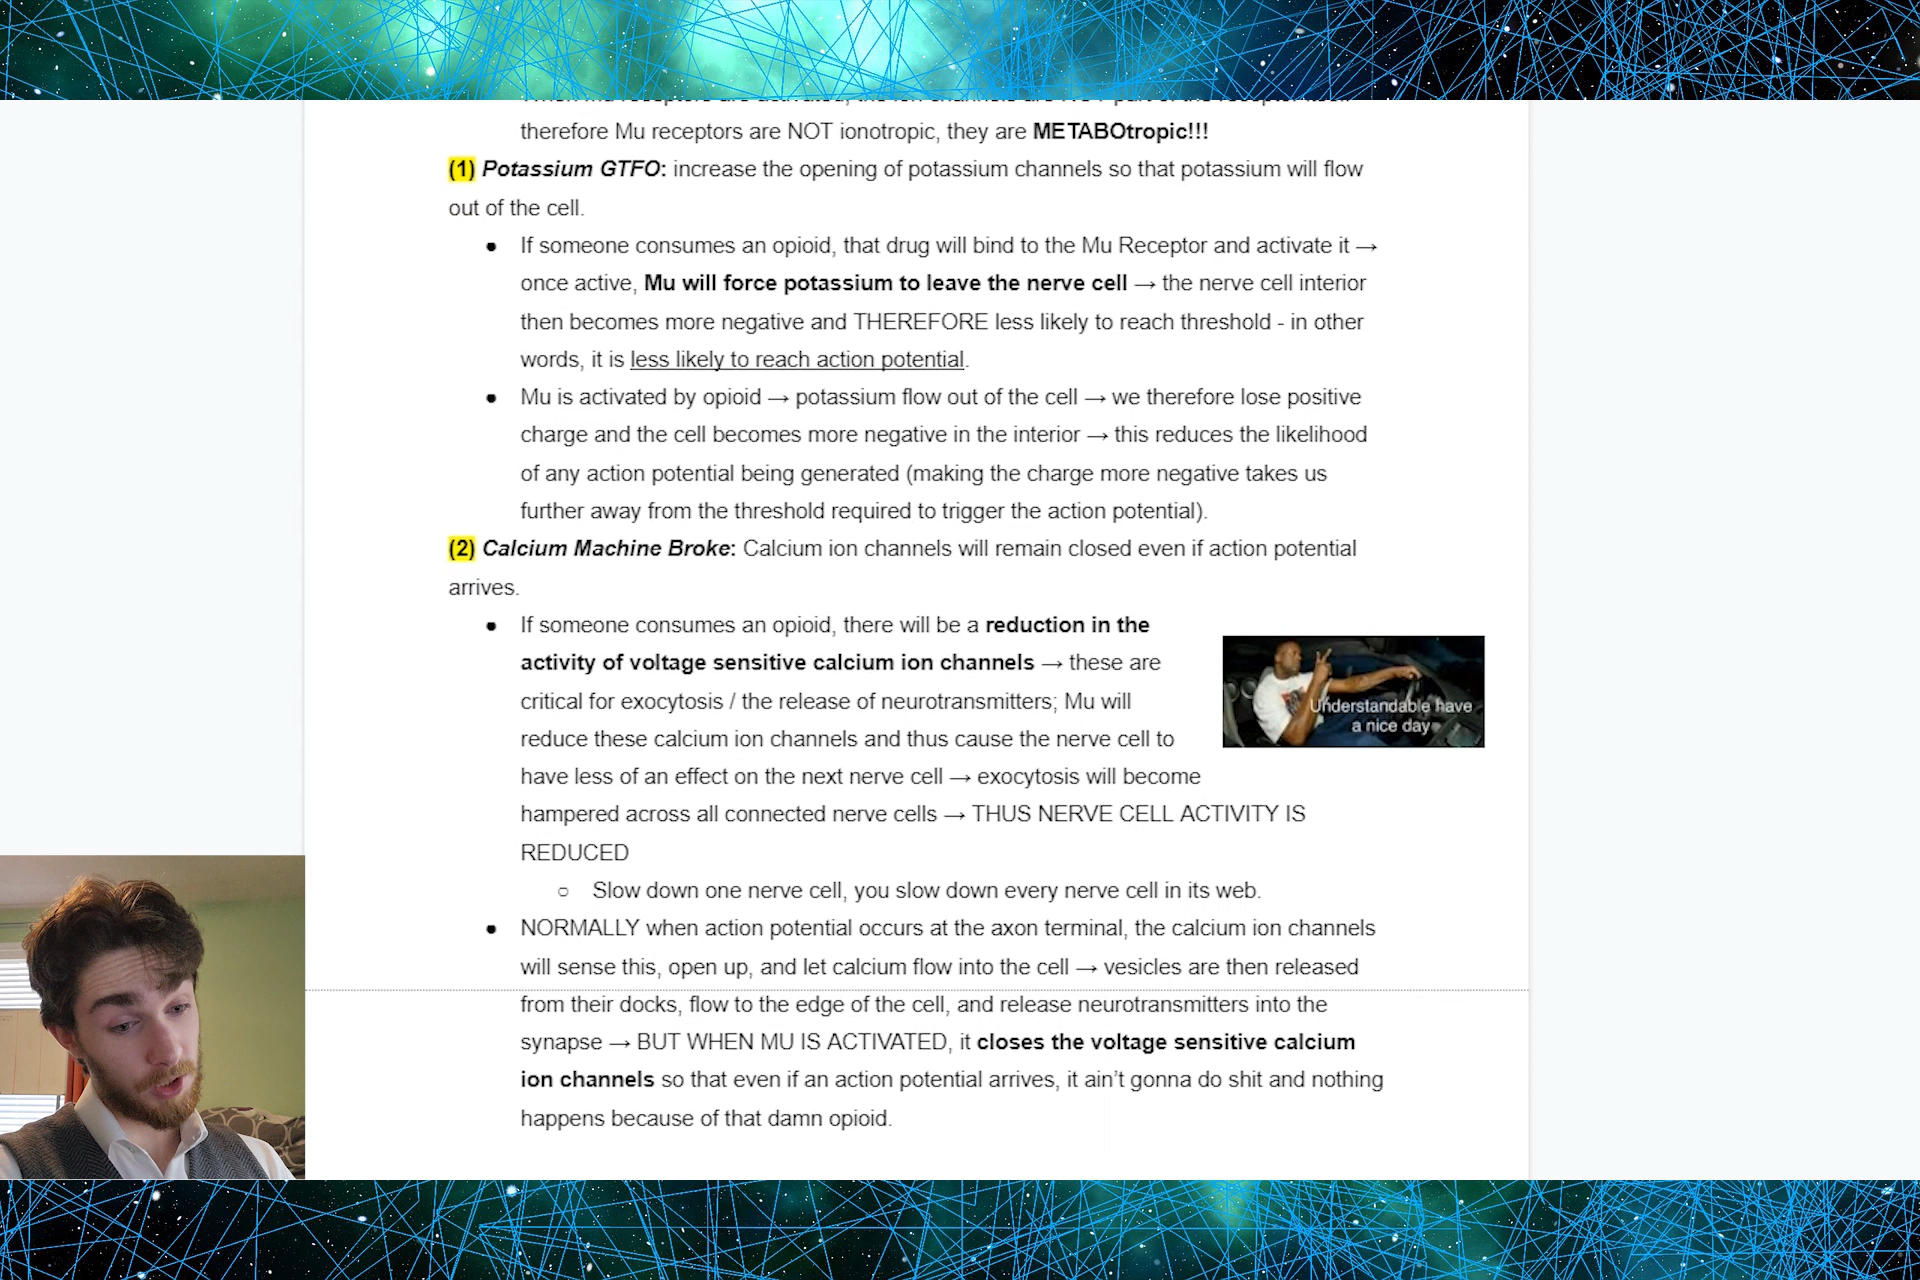 therefore Mu receptors are NOT ionotropic, they are METABOtropic!!!
(1) Potassium GTFO: increase the opening of potassium channels so that potassium will flow
out of the cell.
● If someone consumes an opioid, that drug will bind to the Mu Receptor and activate it →
once active, Mu will force potassium to leave the nerve cell → the nerve cell interior
then becomes more negative and THEREFORE less likely to reach threshold - in other
words, it is less likely to reach action potential.
● Mu is activated by opioid → potassium flow out of the cell → we therefore lose positive
charge and the cell becomes more negative in the interior → this reduces the likelihood
of any action potential being generated (making the charge more negative takes us
further away from the threshold required to trigger the action potential).
(2) Calcium Machine Broke: Calcium ion channels will remain closed even if action potential
arrives.
● If someone consumes an opioid, there will be a reduction in the
activity of voltage sensitive calcium ion channels → these are
critical for exocytosis / the release of neurotransmitters; Mu will
reduce these calcium ion channels and thus cause the nerve cell to
have less of an effect on the next nerve cell → exocytosis will become
hampered across all connected nerve cells → THUS NERVE CELL ACTIVITY IS
REDUCED
Understandable have
a nice day
○ Slow down one nerve cell, you slow down every nerve cell in its web.
● NORMALLY when action potential occurs at the axon terminal, the calcium ion channels
will sense this, open up, and let calcium flow into the cell → vesicles are then released
from their docks, flow to the edge of the cell, and release neurotransmitters into the
synapse → BUT WHEN MU IS ACTIVATED, it closes the voltage sensitive calcium
ion channels so that even if an action potential arrives, it ain't gonna do shit and nothing
happens because of that damn opioid.